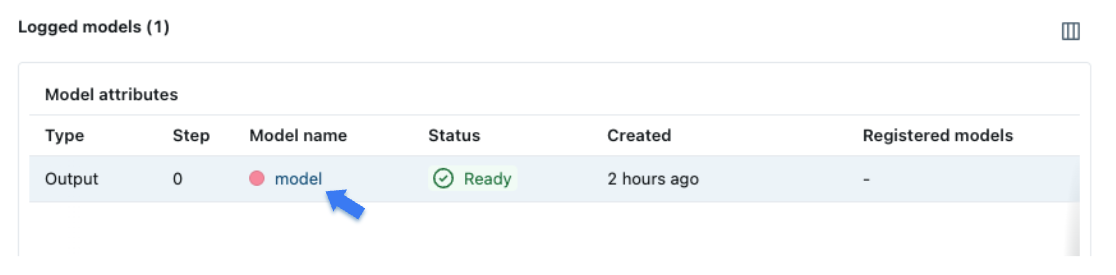 Logged models (1)
Model attributes
Type Step Model name Status Created Registered models
Output 0 model Ready 2 hours ago -